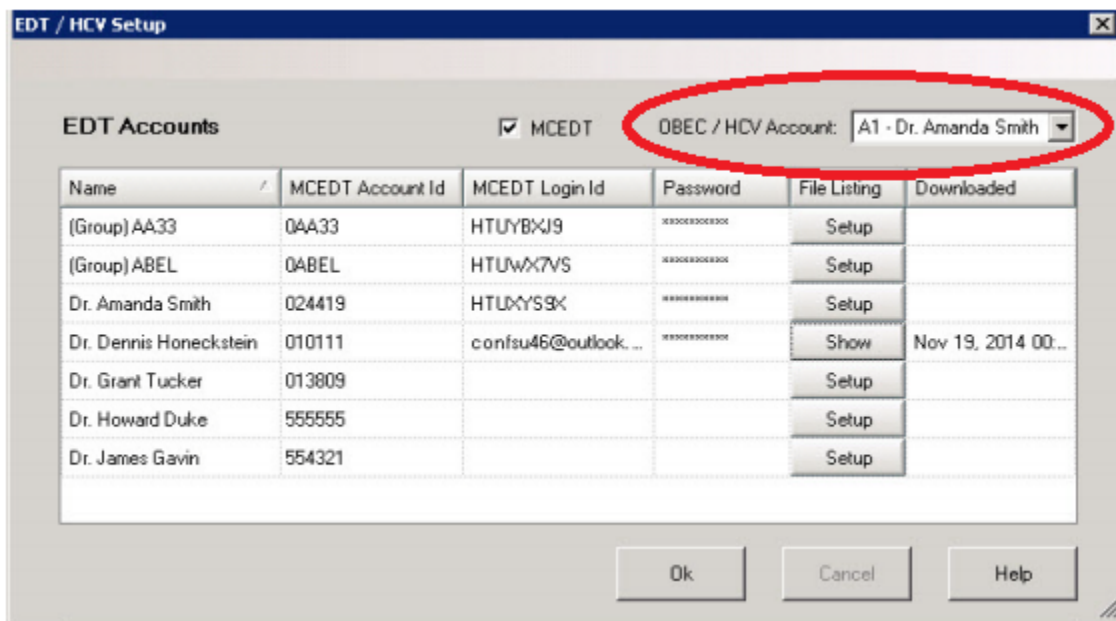 EDT / HCV Setup
EDT Accounts MCEDT OBEC / HCV Account: A1 - Dr. Amanda Smith
Name MCEDT Account Id MCEDT Login Id Password File Listing Downloaded
(Group) AA33 0AA33 HTUYBXJ9 ********** Setup
(Group) ABEL 0ABEL HTUWX7VS ********** Setup
Dr. Amanda Smith 024419 HTUXYS9X ********** Setup
Dr. Dennis Honeckstein 010111 confsu46@outlook.... ********** Show Nov 19, 2014 00:...
Dr. Grant Tucker 013809 Setup
Dr. Howard Duke 555555 Setup
Dr. James Gavin 554321 Setup
Ok Cancel Help